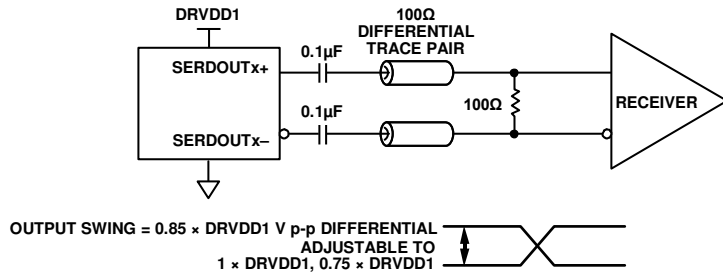 DRVDD1
100Ω
DIFFERENTIAL
TRACE PAIR
0.1µF
SERDOUTx+
100Ω
RECEIVER
0.1µF
SERDOUTx–
OUTPUT SWING = 0.85 × DRVDD1 V p-p DIFFERENTIAL
ADJUSTABLE TO
1 × DRVDD1, 0.75 × DRVDD1